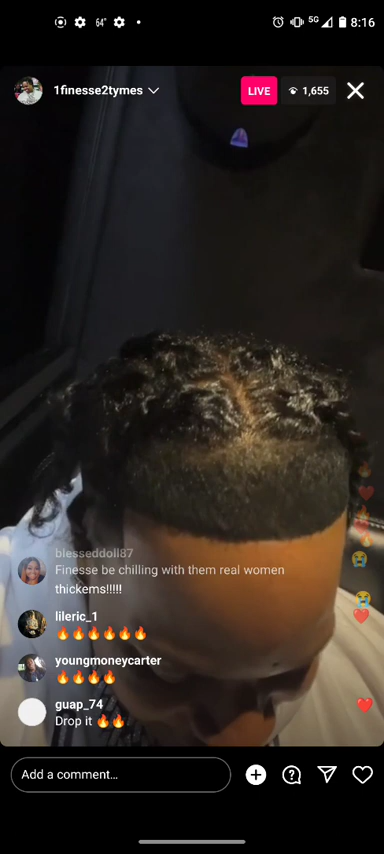 64°
5G
8:16
1finesse2tymes
LIVE
1,655
blesseddoll87
Finesse be chilling with them real women
thickems!!!!!
lileric_1
🔥🔥🔥🔥🔥🔥
youngmoneycarter
🔥🔥🔥🔥
guap_74
Drop it 🔥🔥
Add a comment...